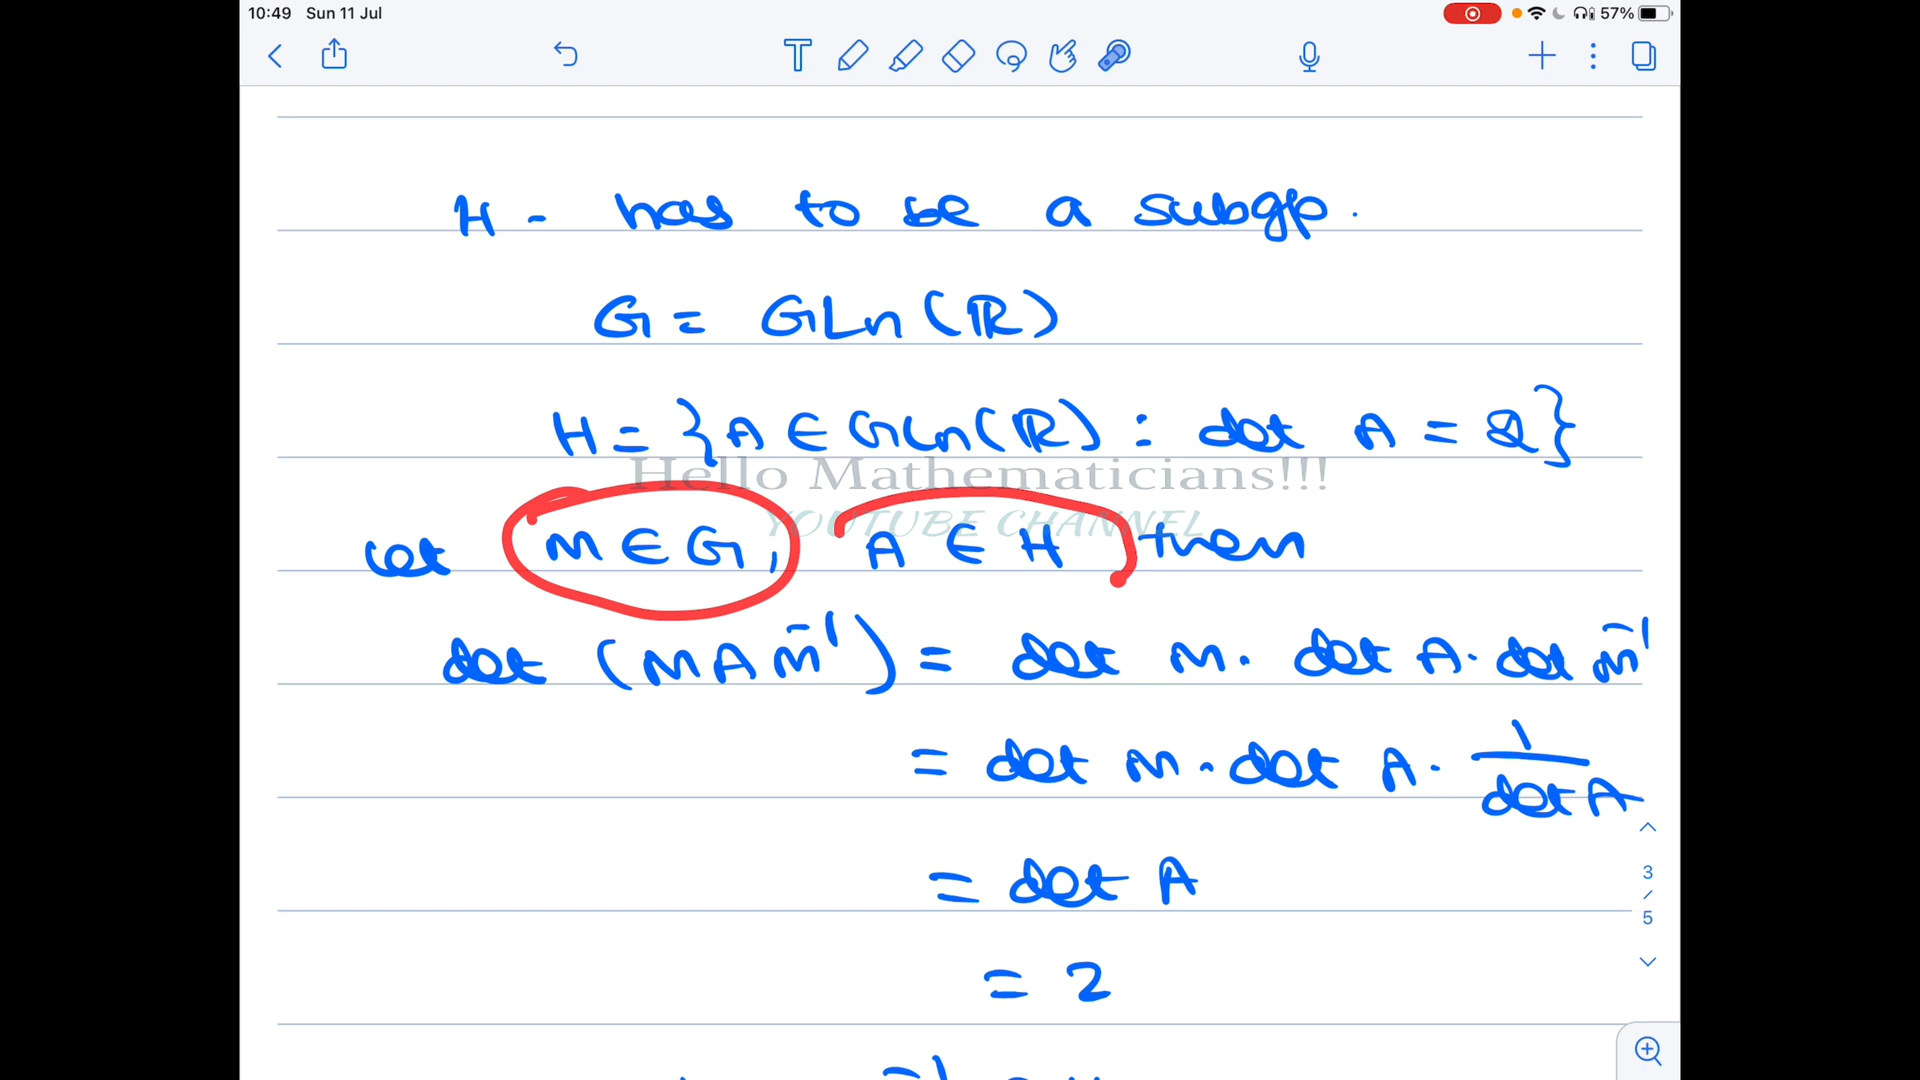 10:49 Sun 11 Jul 57%
H - has to be a subgp.
G = GLn(ℝ)
H = {A ∈ GLn(ℝ) : det A = 2}
Hello Mathematicians!!!
YOUTUBE CHANNEL
let M ∈ G, A ∈ H then
det (MAM⁻¹) = det M. det A. det M⁻¹
= det M. det A. 1/det A
= det A
= 2
3/5